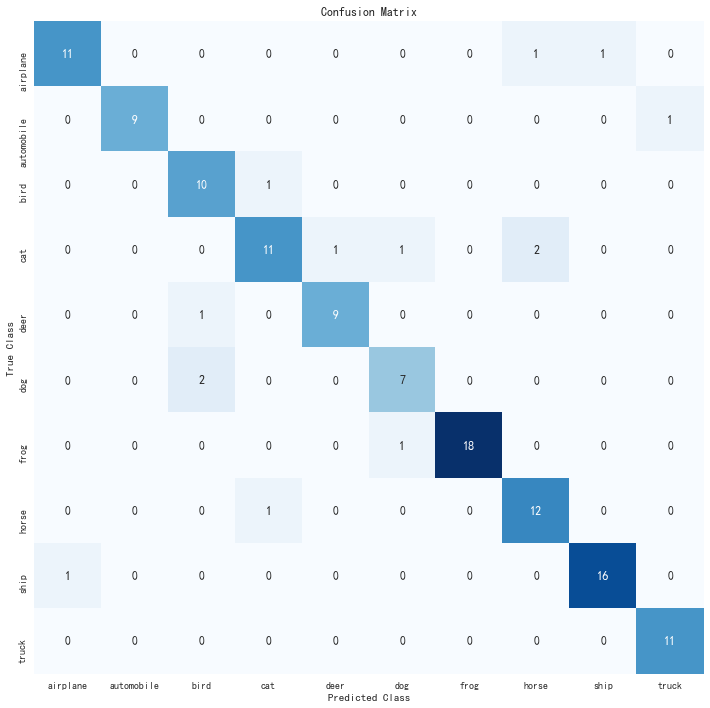 Confusion Matrix
airplane 11 0 0 0 0 0 0 1 1 0
automobile 0 9 0 0 0 0 0 0 0 1
bird 0 0 10 1 0 0 0 0 0 0
cat 0 0 0 11 1 1 0 2 0 0
deer 0 0 1 0 9 0 0 0 0 0
True Class
dog 0 0 2 0 0 7 0 0 0 0
frog 0 0 0 0 0 1 18 0 0 0
horse 0 0 0 1 0 0 0 12 0 0
ship 1 0 0 0 0 0 0 0 16 0
truck 0 0 0 0 0 0 0 0 0 11
airplane automobile bird cat deer dog frog horse ship truck
Predicted Class